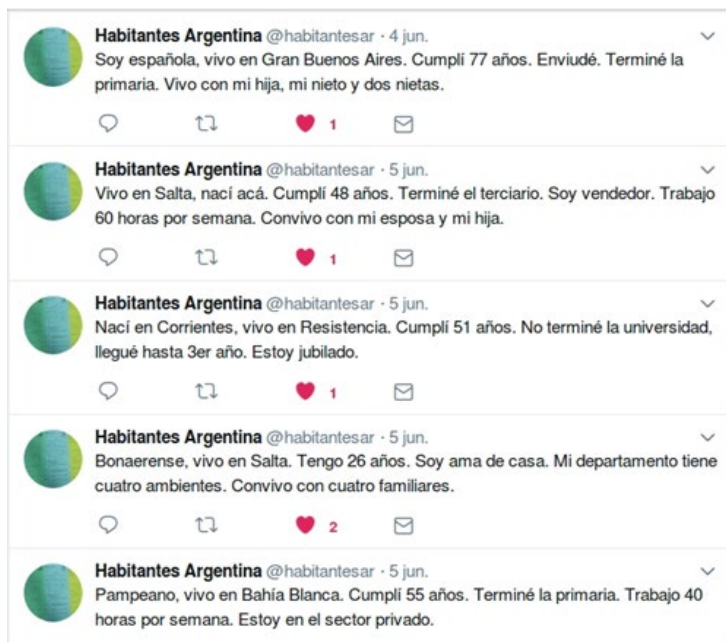 Habitantes Argentina @habitantesar · 4 jun.
Soy española, vivo en Gran Buenos Aires. Cumplí 77 años. Enviudé. Terminé la
primaria. Vivo con mi hija, mi nieto y dos nietas.
1
Habitantes Argentina @habitantesar · 5 jun.
Vivo en Salta, nací acá. Cumplí 48 años. Terminé el terciario. Soy vendedor. Trabajo
60 horas por semana. Convivo con mi esposa y mi hija.
1
Habitantes Argentina @habitantesar · 5 jun.
Nací en Corrientes, vivo en Resistencia. Cumplí 51 años. No terminé la universidad,
llegué hasta 3er año. Estoy jubilado.
1
Habitantes Argentina @habitantesar · 5 jun.
Bonaerense, vivo en Salta. Tengo 26 años. Soy ama de casa. Mi departamento tiene
cuatro ambientes. Convivo con cuatro familiares.
2
Habitantes Argentina @habitantesar · 5 jun.
Pampeano, vivo en Bahía Blanca. Cumplí 55 años. Terminé la primaria. Trabajo 40
horas por semana. Estoy en el sector privado.